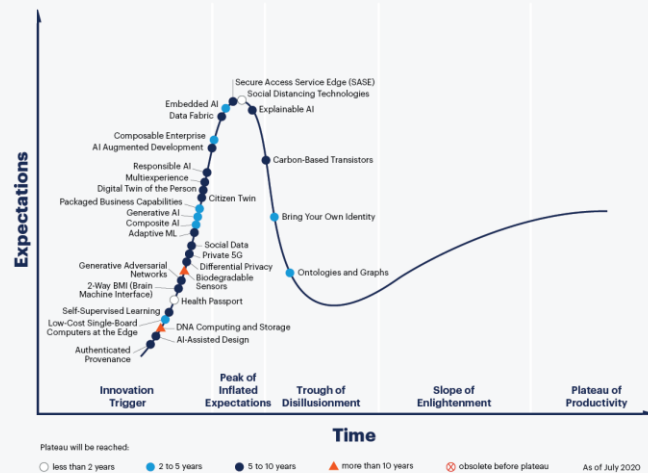 Secure Access Service Edge (SASE)
Social Distancing Technologies
Embedded AI
Explainable AI
Data Fabric
Composable Enterprise
AI Augmented Development
Carbon-Based Transistors
Responsible AI
Multiexperience
Digital Twin of the Person
Citizen Twin
Packaged Business Capabilities
Generative AI
Bring Your Own Identity
Composite AI
Adaptive ML
Social Data
Private 5G
Differential Privacy
Generative Adversarial
Networks
Biodegradable
Sensors
Ontologies and Graphs
2-Way BMI (Brain
Machine Interface)
Health Passport
Self-Supervised Learning
Low-Cost Single-Board
Computers at the Edge
DNA Computing and Storage
AI-Assisted Design
Authenticated
Provenance
Expectations
Innovation
Trigger
Peak of
Inflated
Expectations
Trough of
Disillusionment
Slope of
Enlightenment
Plateau of
Productivity
Time
Plateau will be reached:
less than 2 years
2 to 5 years
5 to 10 years
more than 10 years
obsolete before plateau
As of July 2020